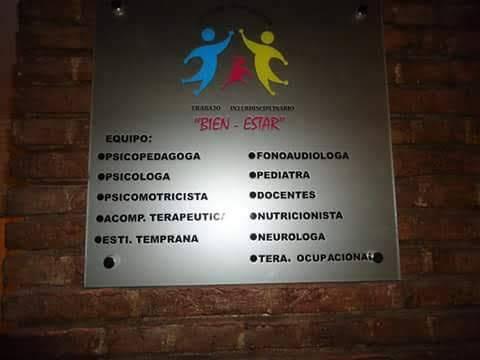 TRABAJO INTERDISCIPLINARIO
"BIEN - ESTAR"
EQUIPO:
●PSICOPEDAGOGA
●PSICOLOGA
●PSICOMOTRICISTA
●ACOMP. TERAPEUTICA
●ESTI. TEMPRANA
●FONOAUDIOLOGA
●PEDIATRA
●DOCENTES
●NUTRICIONISTA
●NEUROLOGA
●TERA. OCUPACIONAL